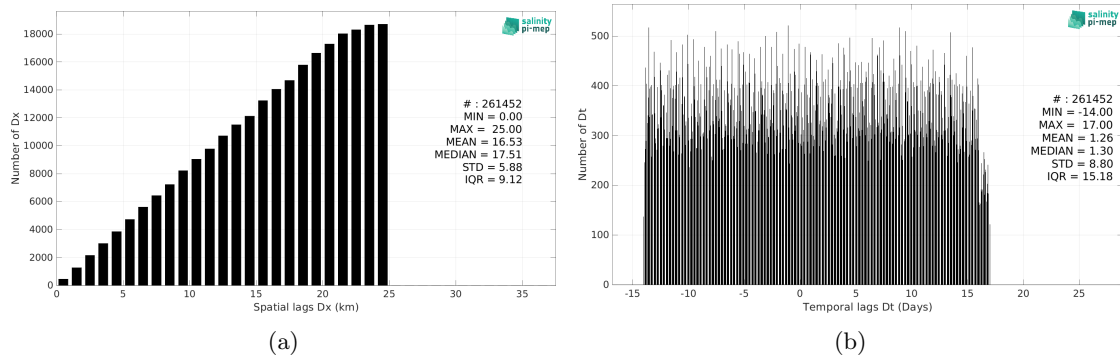 18000
16000
14000
12000
10000
8000
6000
4000
2000
0
Number of Dx
0 5 10 15 20 25 30 35
Spatial lags Dx (km)
salinity
pi-mep
# : 261452
MIN = 0.00
MAX = 25.00
MEAN = 16.53
MEDIAN = 17.51
STD = 5.88
IQR = 9.12
(a)
500
400
300
200
100
0
Number of Dt
-15 -10 -5 0 5 10 15 20 25
Temporal lags Dt (Days)
salinity
pi-mep
# : 261452
MIN = -14.00
MAX = 17.00
MEAN = 1.26
MEDIAN = 1.30
STD = 8.80
IQR = 15.18
(b)